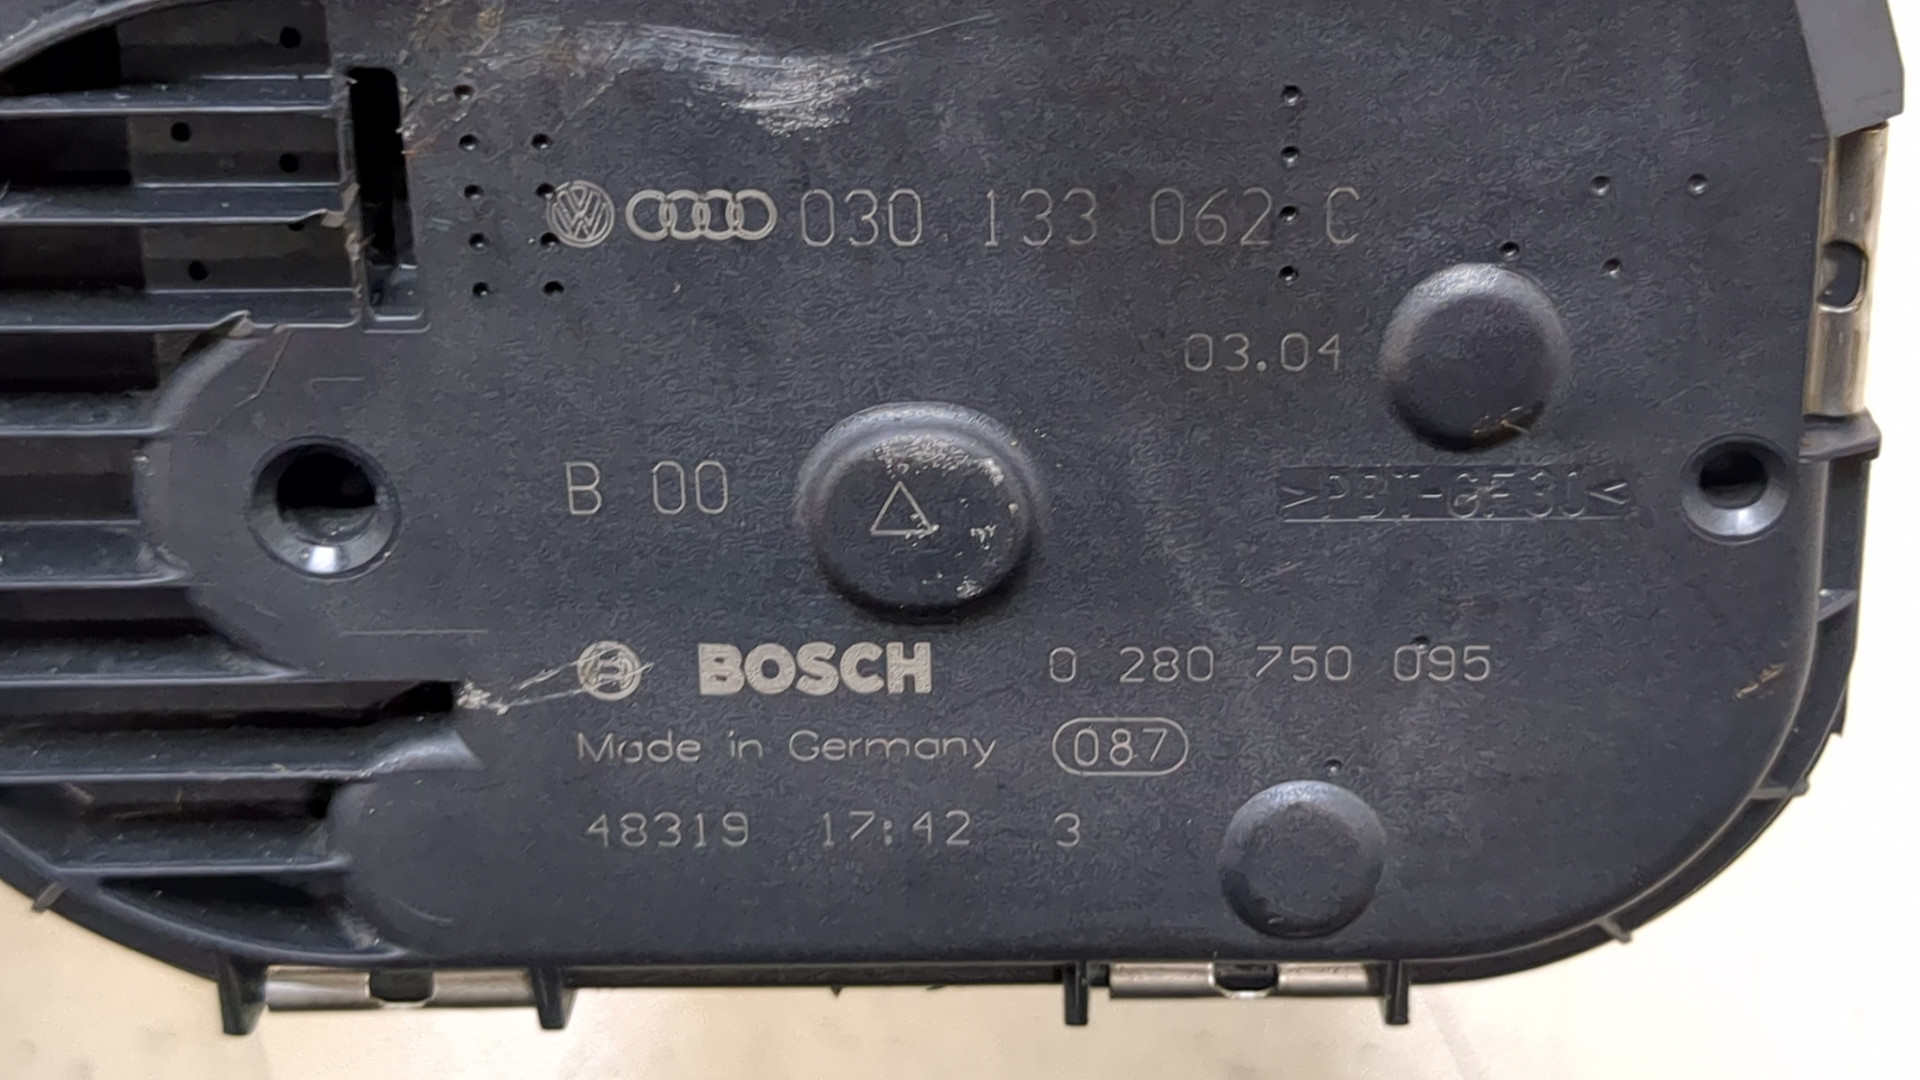 030 133 062 C
03.04
B 00
>PBT-GF30<
BOSCH 0 280 750 095
Made in Germany 087
48319 17:42 3